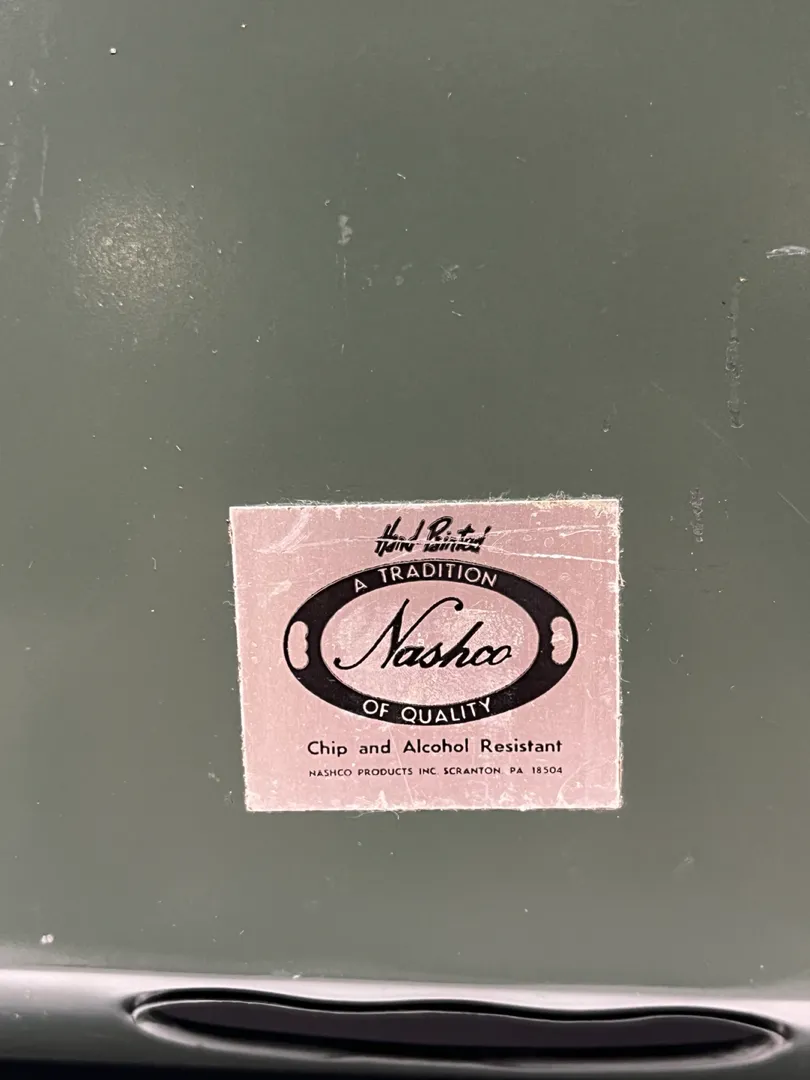 Hand Painted
A TRADITION
Nashco
OF QUALITY
Chip and Alcohol Resistant
NASHCO PRODUCTS INC. SCRANTON, PA 18504